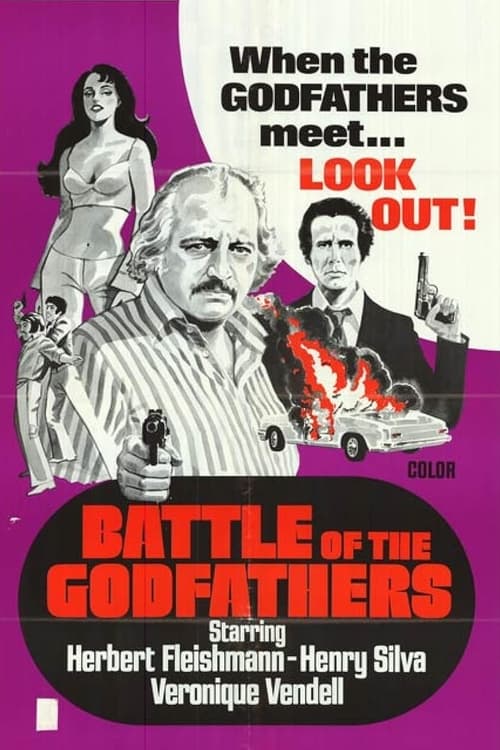 When the
GODFATHERS
meet...
LOOK
OUT!
COLOR
BATTLE OF THE
GODFATHERS
Starring
Herbert Fleishmann-Henry Silva
Veronique Vendell